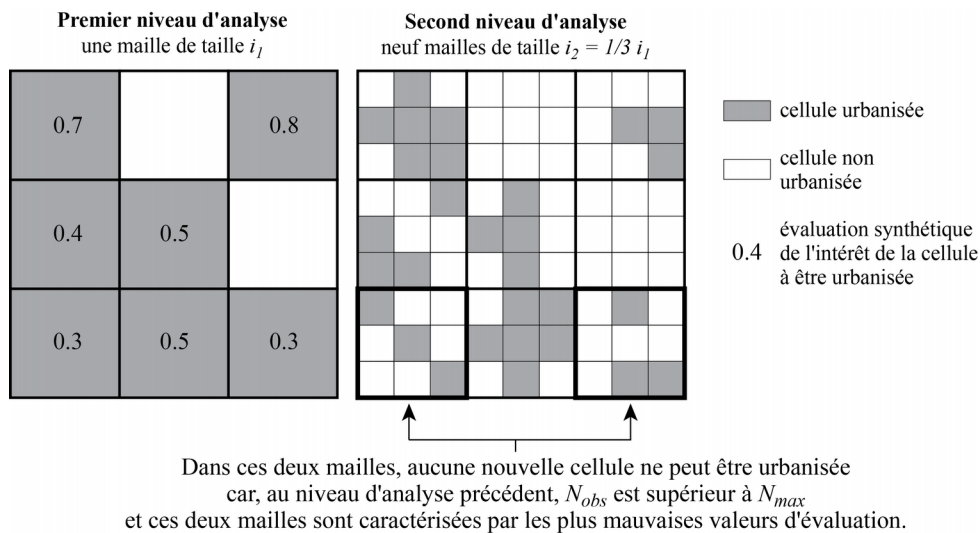 Premier niveau d'analyse
une maille de taille i1
Second niveau d'analyse
neuf mailles de taille i2 = 1/3 i1
0.7
0.8
0.4
0.5
0.3
0.5
0.3
cellule urbanisée
cellule non
urbanisée
0.4
évaluation synthétique
de l'intérêt de la cellule
à être urbanisée
Dans ces deux mailles, aucune nouvelle cellule ne peut être urbanisée
car, au niveau d'analyse précédent, Nobs est supérieur à Nmax
et ces deux mailles sont caractérisées par les plus mauvaises valeurs d'évaluation.